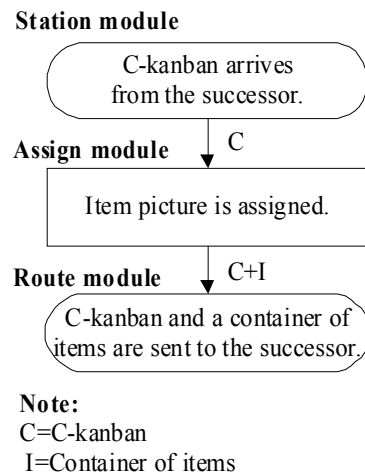 Station module
C-kanban arrives
from the successor.
C
Assign module
Item picture is assigned.
Route module
C+I
C-kanban and a container of
items are sent to the successor.
Note:
C=C-kanban
I=Container of items